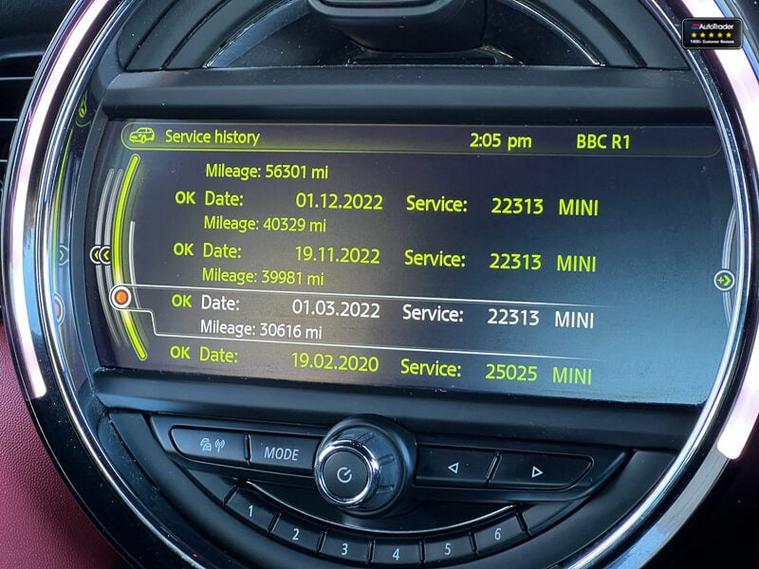 AutoTrader
Service history 2:05 pm BBC R1
Mileage: 56301 mi
OK Date: 01.12.2022 Service: 22313 MINI
Mileage: 40329 mi
OK Date: 19.11.2022 Service: 22313 MINI
Mileage: 39981 mi
OK Date: 01.03.2022 Service: 22313 MINI
Mileage: 30616 mi
OK Date: 19.02.2020 Service: 25025 MINI
MODE
1 2 3 4 5 6